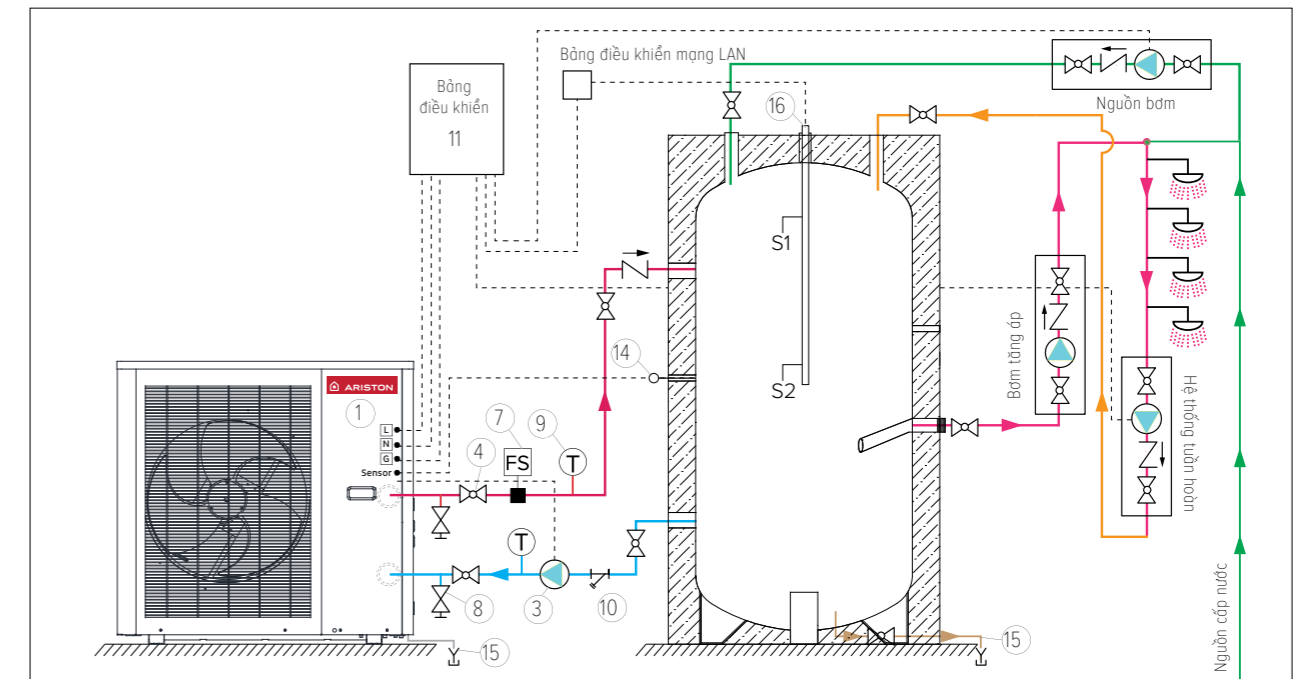 Bảng điều khiển mạng LAN
Bảng
điều khiển
11
Nguồn bơm
16
S1
S2
14
ARISTON
1
L
N
G
Sensor
7
9
4
FS
T
T
8
3
10
15
15
Bơm tăng áp
Hệ thống tuần hoàn
Nguồn cấp nước